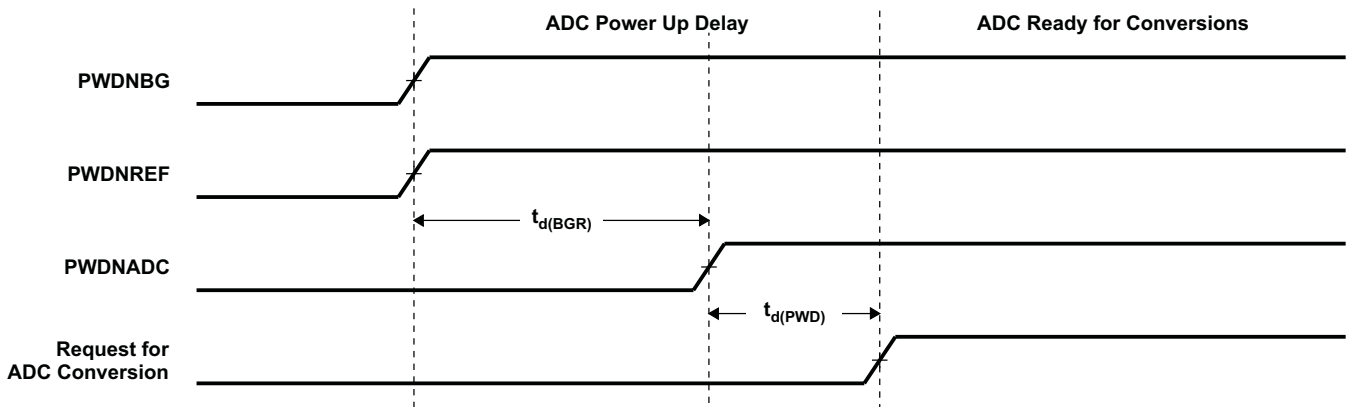 ADC Power Up Delay
ADC Ready for Conversions
PWDNBG
PWDNREF
td(BGR)
PWDNADC
td(PWD)
Request for
ADC Conversion